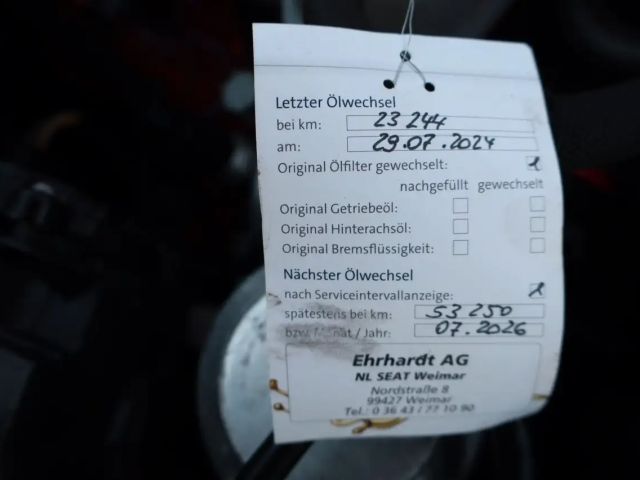 Letzter Ölwechsel
bei km: 23 244
am: 29.07.2024
Original Ölfilter gewechselt:
nachgefüllt gewechselt
Original Getriebeöl:
Original Hinterachsöl:
Original Bremsflüssigkeit:
Nächster Ölwechsel
nach Serviceintervallanzeige:
spätestens bei km: 53 250
bzw. Monat / Jahr: 07.2026
Ehrhardt AG
NL SEAT Weimar
Nordstraße 8
99427 Weimar
Tel.: 0 36 43 / 77 10 90